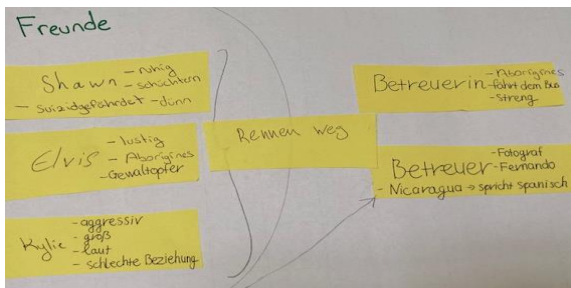 Freunde
Shawn - ruhig
- schüchtern
- suizidgefährdet - dünn
Elvis - lustig
- Aborigines
- Gewaltopfer
Kylie - aggressiv
- groß
- laut
- schlechte Beziehung
Rennen weg
Betreuerin - Aborigines
- fährt dem Bus
- streng
Betreuer - Fotograf
- Fernando
- Nicaragua → spricht spanisch